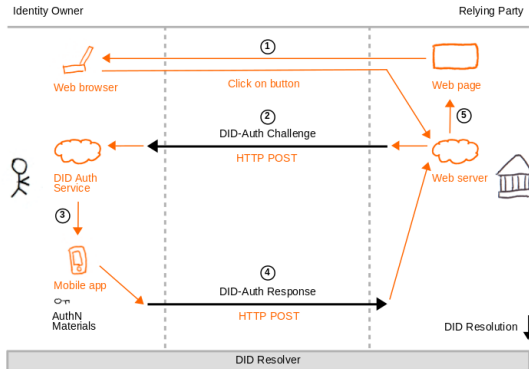 Identity Owner
Relying Party
1
Web browser
Click on button
Web page
2
5
DID-Auth Challenge
HTTP POST
DID Auth
Service
Web server
3
4
Mobile app
DID-Auth Response
AuthN
Materials
HTTP POST
DID Resolution
DID Resolver